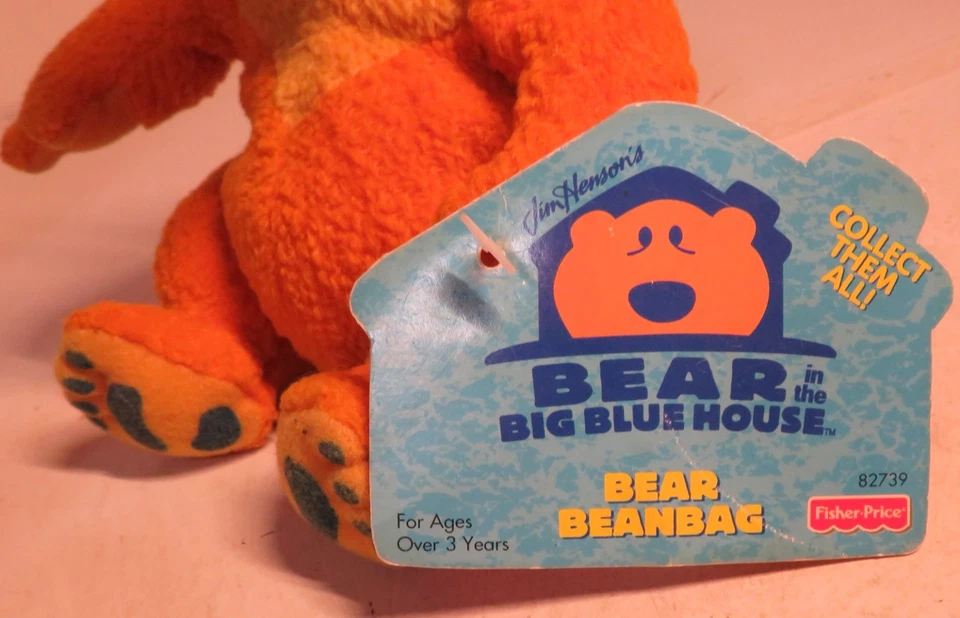 Jim Henson's
COLLECT
THEM
ALL!
BEAR in the
BIG BLUE HOUSE™
BEAR
BEANBAG
82739
Fisher-Price®
For Ages
Over 3 Years